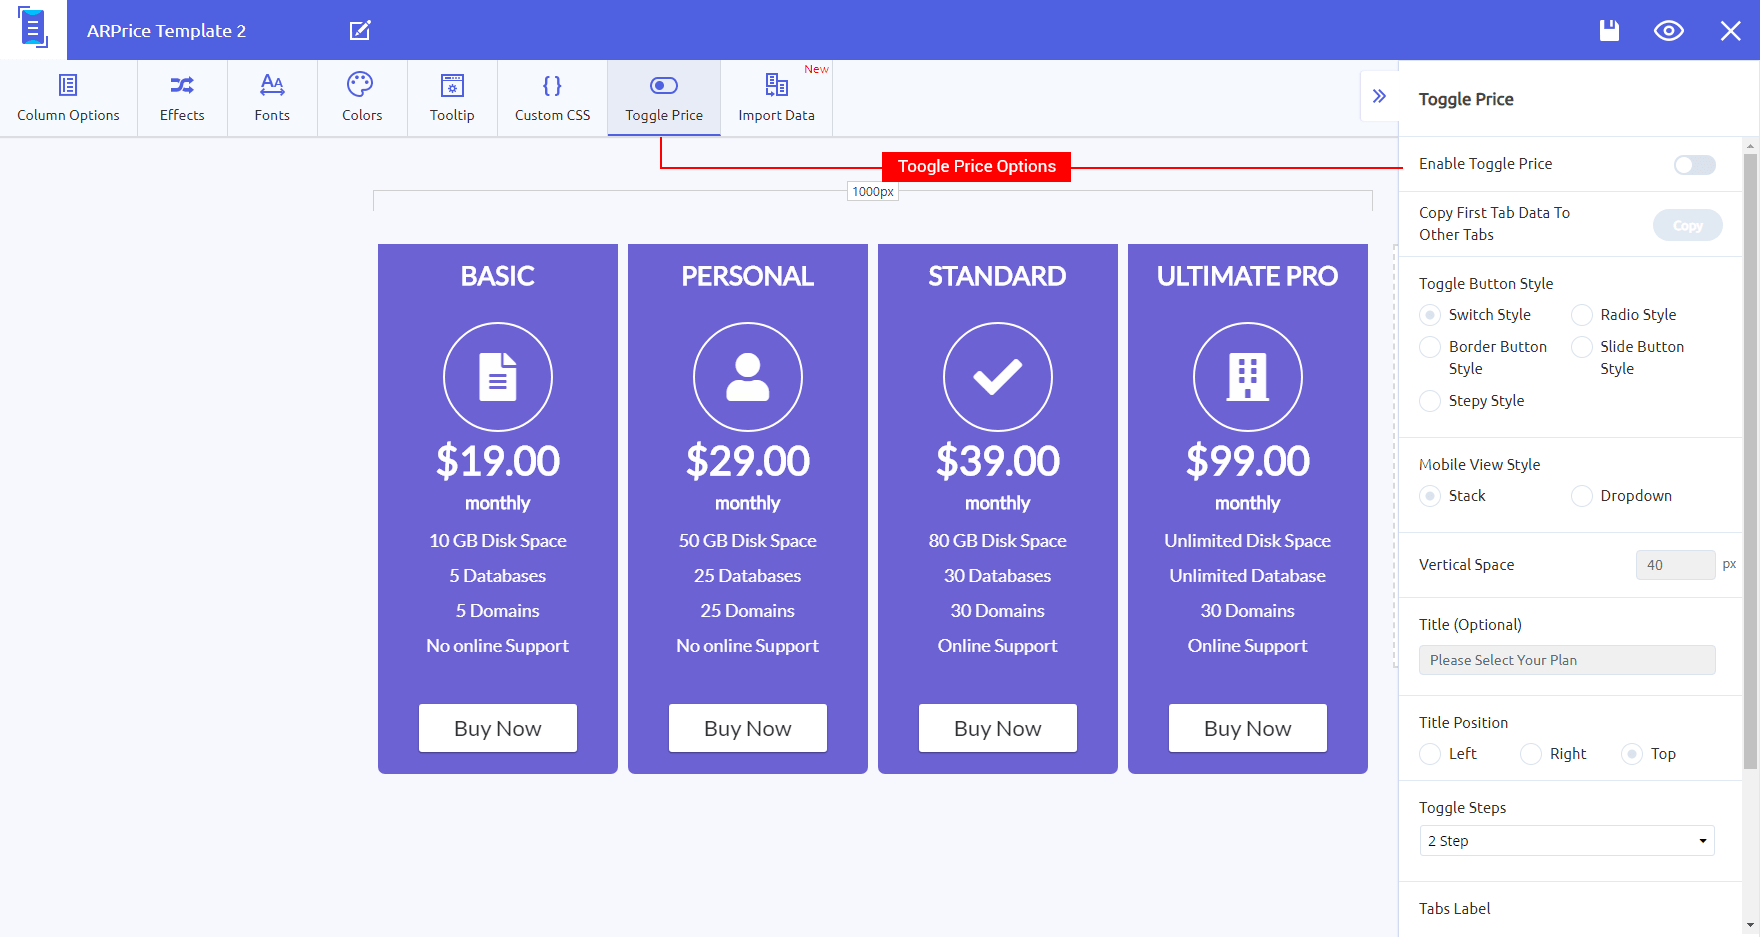 ARPrice Template 2
Column Options
Effects
Fonts
Colors
Tooltip
Custom CSS
Toggle Price
New
Import Data
Toogle Price Options
1000px
BASIC
$19.00
monthly
10 GB Disk Space
5 Databases
5 Domains
No online Support
Buy Now
PERSONAL
$29.00
monthly
50 GB Disk Space
25 Databases
25 Domains
No online Support
Buy Now
STANDARD
$39.00
monthly
80 GB Disk Space
30 Databases
30 Domains
Online Support
Buy Now
ULTIMATE PRO
$99.00
monthly
Unlimited Disk Space
Unlimited Database
30 Domains
Online Support
Buy Now
Toggle Price
Enable Toggle Price
Copy First Tab Data To
Other Tabs
Copy
Toggle Button Style
Switch Style
Radio Style
Border Button
Style
Slide Button
Style
Stepy Style
Mobile View Style
Stack
Dropdown
Vertical Space
40
px
Title (Optional)
Please Select Your Plan
Title Position
Left
Right
Top
Toggle Steps
2 Step
Tabs Label